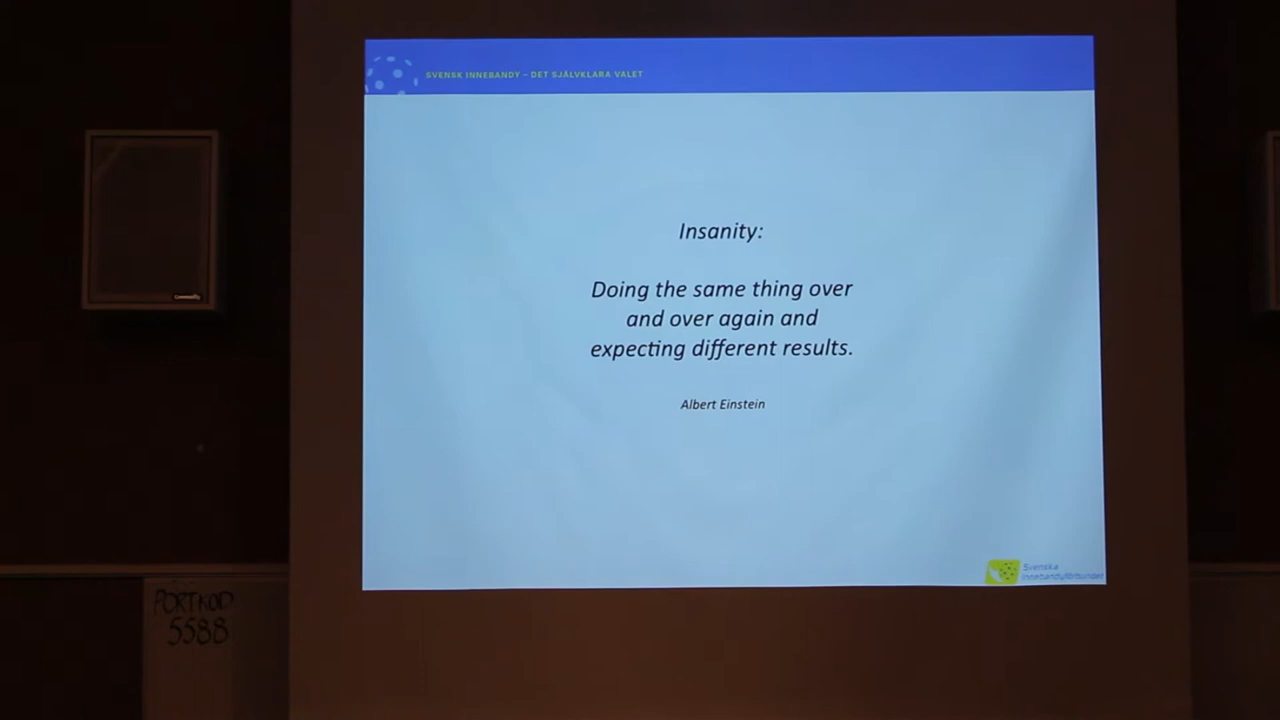 SVENSK INNEBANDY – DET SJÄLVKLARA VALET
Insanity:
Doing the same thing over
and over again and
expecting different results.
Albert Einstein
Svenska
Innebandyförbundet
PORTKOD
5588